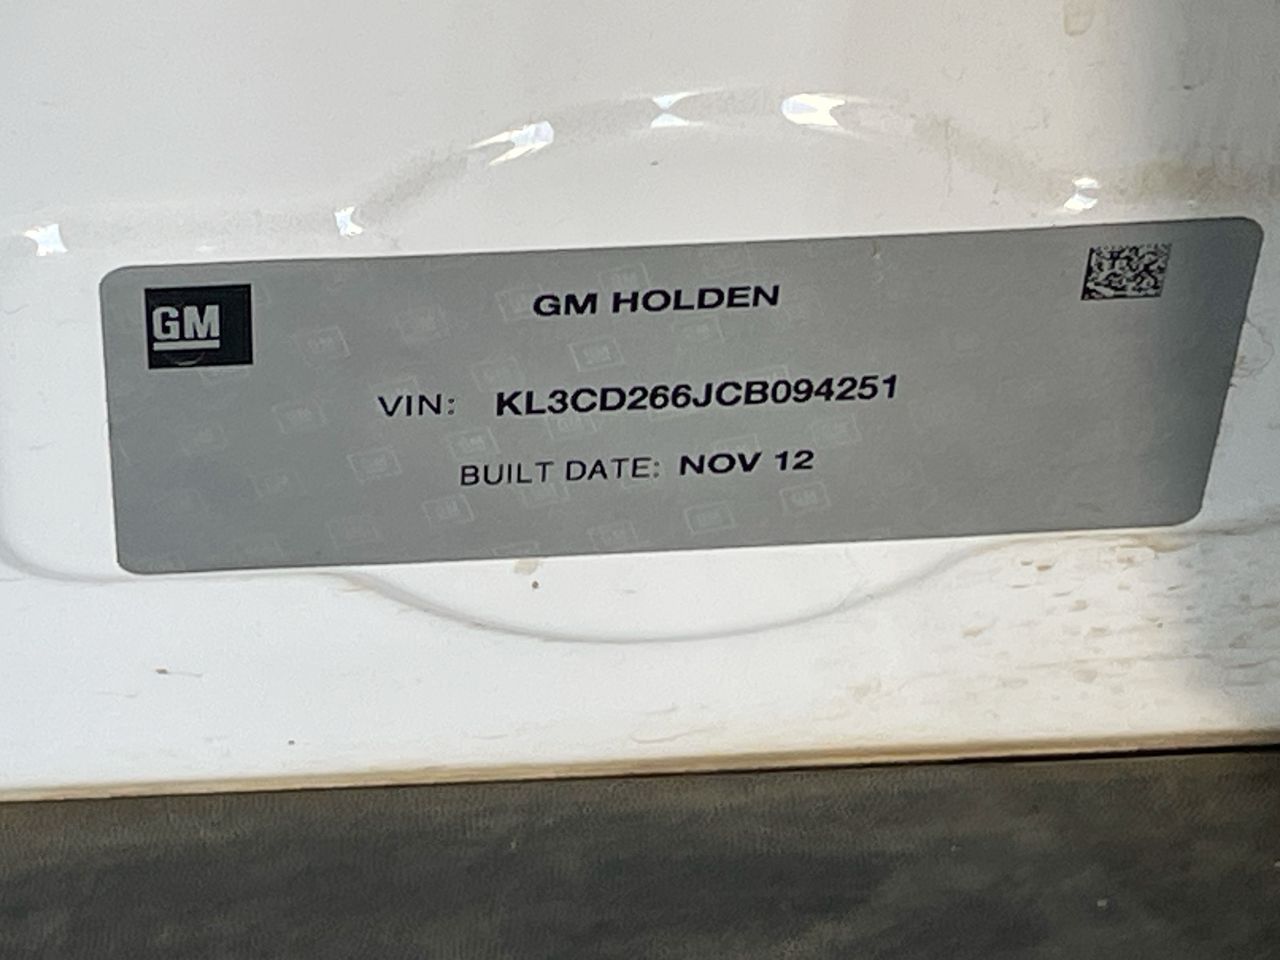 GM
GM HOLDEN
VIN: KL3CD266JCB094251
BUILT DATE: NOV 12